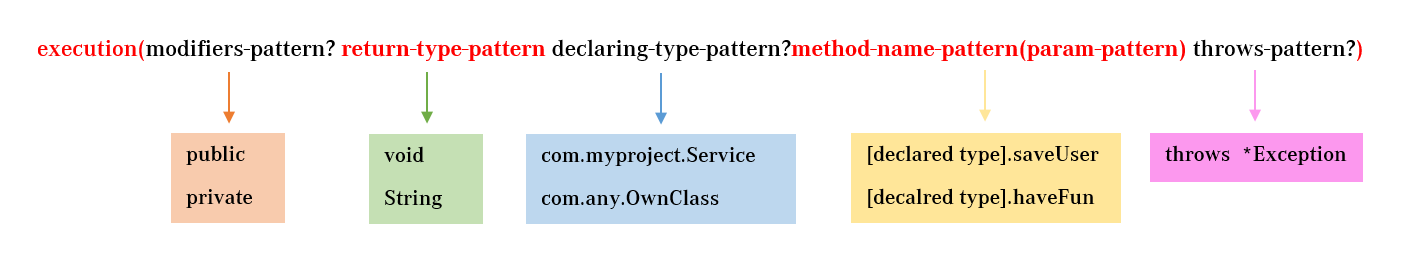 execution(modifiers-pattern? return-type-pattern declaring-type-pattern?method-name-pattern(param-pattern) throws-pattern?)
public
private
void
String
com.myproject.Service
com.any.OwnClass
[declared type].saveUser
[decalred type].haveFun
throws *Exception